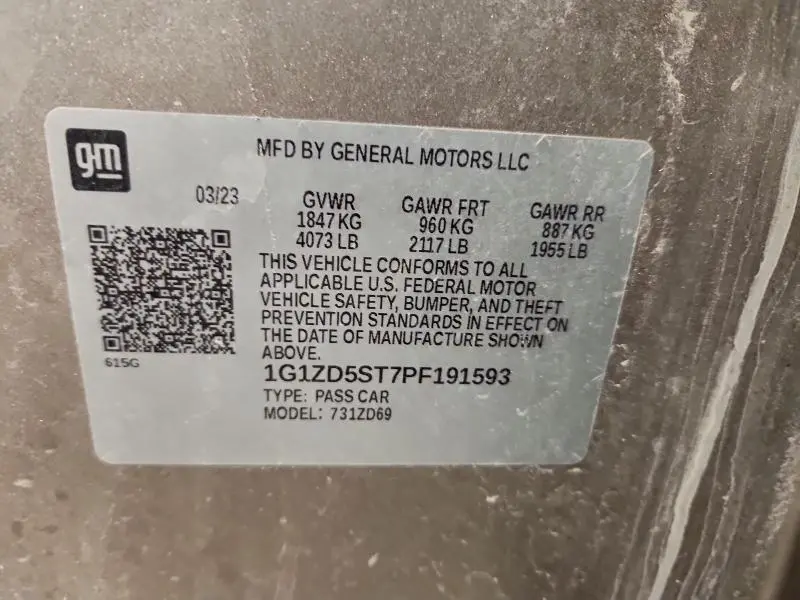 gm
MFD BY GENERAL MOTORS LLC
03/23
GVWR GAWR FRT GAWR RR
1847 KG 960 KG 887 KG
4073 LB 2117 LB 1955 LB
THIS VEHICLE CONFORMS TO ALL
APPLICABLE U.S. FEDERAL MOTOR
VEHICLE SAFETY, BUMPER, AND THEFT
PREVENTION STANDARDS IN EFFECT ON
THE DATE OF MANUFACTURE SHOWN
ABOVE.
615G
1G1ZD5ST7PF191593
TYPE: PASS CAR
MODEL: 731ZD69